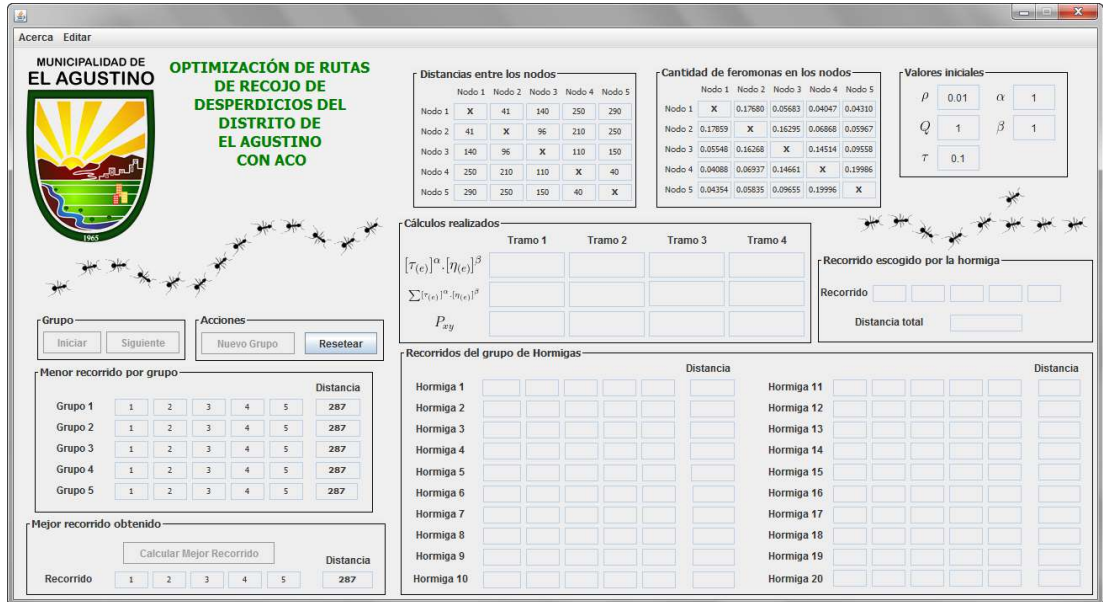 Acerca Editar
MUNICIPALIDAD DE
EL AGUSTINO
1965
OPTIMIZACIÓN DE RUTAS
DE RECOJO DE
DESPERDICIOS DEL
DISTRITO DE
EL AGUSTINO
CON ACO
Distancias entre los nodos
Nodo 1 Nodo 2 Nodo 3 Nodo 4 Nodo 5
Nodo 1 X 41 140 250 290
Nodo 2 41 X 96 210 250
Nodo 3 140 96 X 110 150
Nodo 4 250 210 110 X 40
Nodo 5 290 250 150 40 X
Cantidad de feromonas en los nodos
Nodo 1 Nodo 2 Nodo 3 Nodo 4 Nodo 5
Nodo 1 X 0.17680 0.05683 0.04047 0.04310
Nodo 2 0.17859 X 0.16295 0.06868 0.05967
Nodo 3 0.05548 0.16268 X 0.14514 0.09558
Nodo 4 0.04088 0.06937 0.14661 X 0.19986
Nodo 5 0.04354 0.05835 0.09655 0.19996 X
Valores iniciales
ρ 0.01 α 1
Q 1 β 1
τ 0.1
Cálculos realizados
Tramo 1 Tramo 2 Tramo 3 Tramo 4
[τ(e)]^α.[η(e)]^β
∑[τ(e)]^α.[η(e)]^β
Pxy
Recorrido escogido por la hormiga
Recorrido
Distancia total
Grupo
Iniciar Siguiente
Acciones
Nuevo Grupo Resetear
Menor recorrido por grupo
Distancia
Grupo 1 1 2 3 4 5 287
Grupo 2 1 2 3 4 5 287
Grupo 3 1 2 3 4 5 287
Grupo 4 1 2 3 4 5 287
Grupo 5 1 2 3 4 5 287
Mejor recorrido obtenido
Calcular Mejor Recorrido
Distancia
Recorrido 1 2 3 4 5 287
Recorridos del grupo de Hormigas
Distancia Distancia
Hormiga 1 Hormiga 11
Hormiga 2 Hormiga 12
Hormiga 3 Hormiga 13
Hormiga 4 Hormiga 14
Hormiga 5 Hormiga 15
Hormiga 6 Hormiga 16
Hormiga 7 Hormiga 17
Hormiga 8 Hormiga 18
Hormiga 9 Hormiga 19
Hormiga 10 Hormiga 20